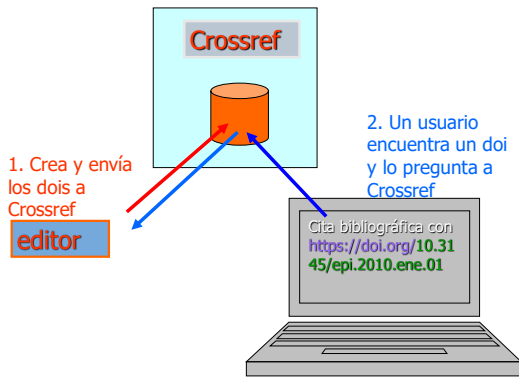 Crossref
1. Crea y envía
los dois a
Crossref
editor
2. Un usuario
encuentra un doi
y lo pregunta a
Crossref
Cita bibliográfica con
https://doi.org/10.31
45/epi.2010.ene.01